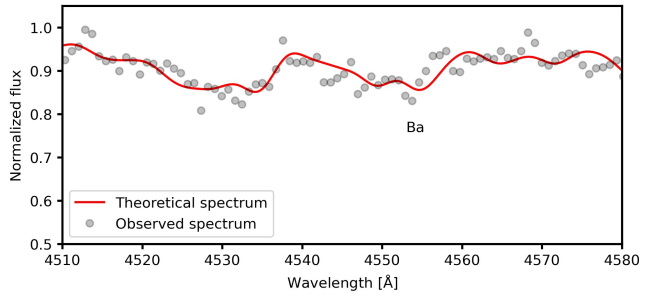 1.0
0.9
0.8
0.7
0.6
0.5
Normalized flux
Ba
Theoretical spectrum
Observed spectrum
4510 4520 4530 4540 4550 4560 4570 4580
Wavelength [Å]